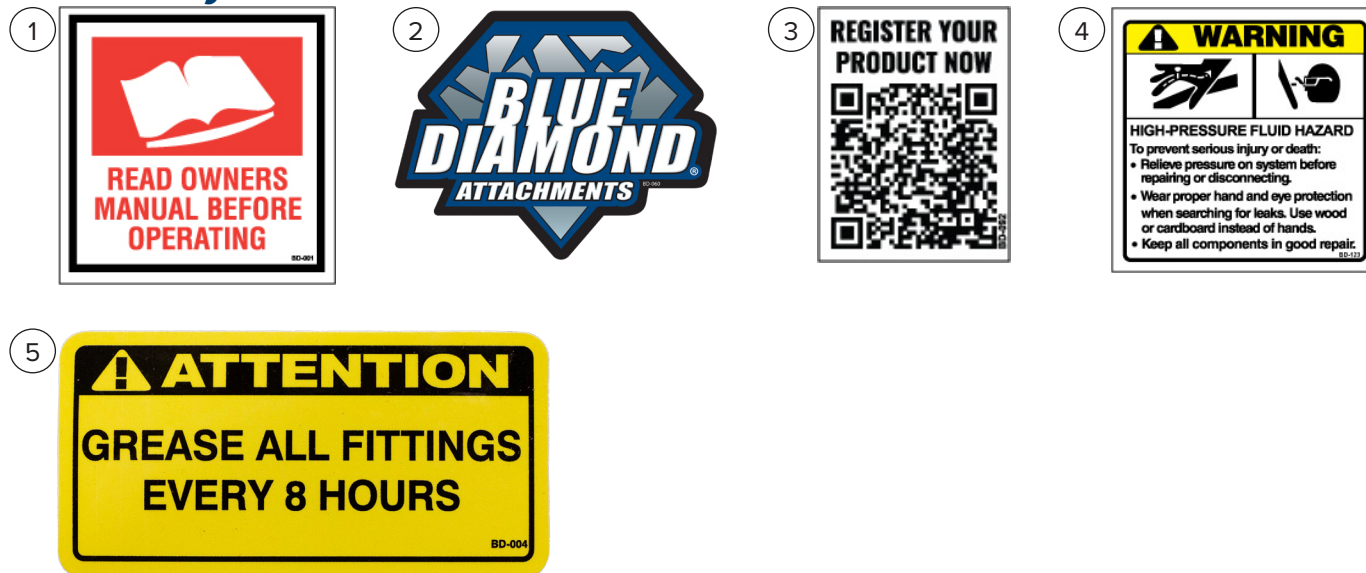 1
READ OWNERS
MANUAL BEFORE
OPERATING
BD-001
2
BLUE
DIAMOND®
ATTACHMENTS
BD-060
3
REGISTER YOUR
PRODUCT NOW
BD-092
4
WARNING
HIGH-PRESSURE FLUID HAZARD
To prevent serious injury or death:
• Relieve pressure on system before
repairing or disconnecting.
• Wear proper hand and eye protection
when searching for leaks. Use wood
or cardboard instead of hands.
• Keep all components in good repair.
BD-123
5
ATTENTION
GREASE ALL FITTINGS
EVERY 8 HOURS
BD-004